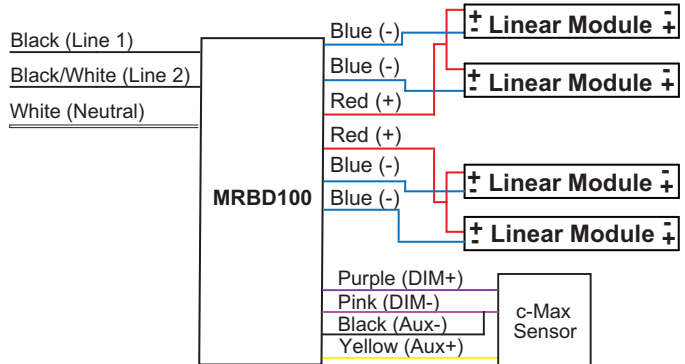 Black (Line 1)
Black/White (Line 2)
White (Neutral)
MRBD100
Blue (-)
Blue (-)
Red (+)
Red (+)
Blue (-)
Blue (-)
+ - Linear Module - +
+ - Linear Module - +
+ - Linear Module - +
+ - Linear Module - +
Purple (DIM+)
Pink (DIM-)
Black (Aux-)
Yellow (Aux+)
c-Max
Sensor